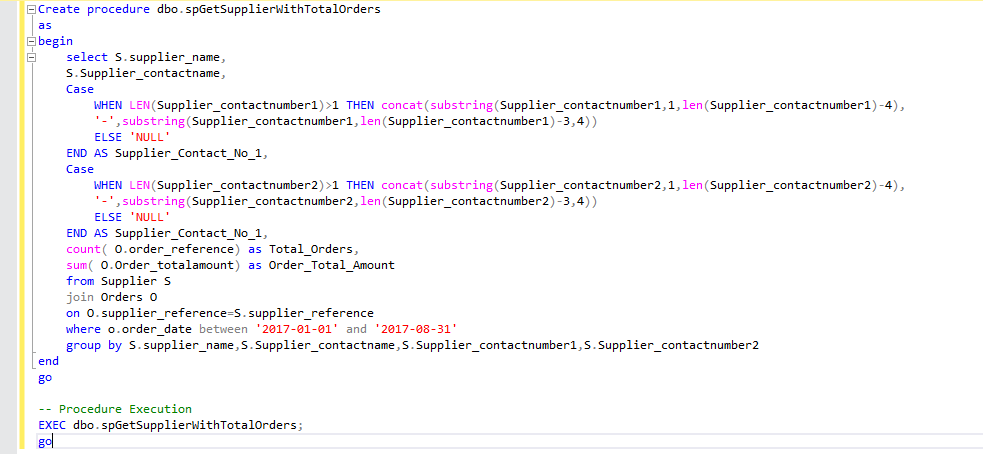 Create procedure dbo.spGetSupplierWithTotalOrders
as
begin
select S.supplier_name,
S.Supplier_contactname,
Case
WHEN LEN(Supplier_contactnumber1)>1 THEN concat(substring(Supplier_contactnumber1,1,len(Supplier_contactnumber1)-4),
'-',substring(Supplier_contactnumber1,len(Supplier_contactnumber1)-3,4))
ELSE 'NULL'
END AS Supplier_Contact_No_1,
Case
WHEN LEN(Supplier_contactnumber2)>1 THEN concat(substring(Supplier_contactnumber2,1,len(Supplier_contactnumber2)-4),
'-',substring(Supplier_contactnumber2,len(Supplier_contactnumber2)-3,4))
ELSE 'NULL'
END AS Supplier_Contact_No_1,
count( O.order_reference) as Total_Orders,
sum( O.Order_totalamount) as Order_Total_Amount
from Supplier S
join Orders O
on O.supplier_reference=S.supplier_reference
where o.order_date between '2017-01-01' and '2017-08-31'
group by S.supplier_name,S.Supplier_contactname,S.Supplier_contactnumber1,S.Supplier_contactnumber2
end
go
-- Procedure Execution
EXEC dbo.spGetSupplierWithTotalOrders;
go